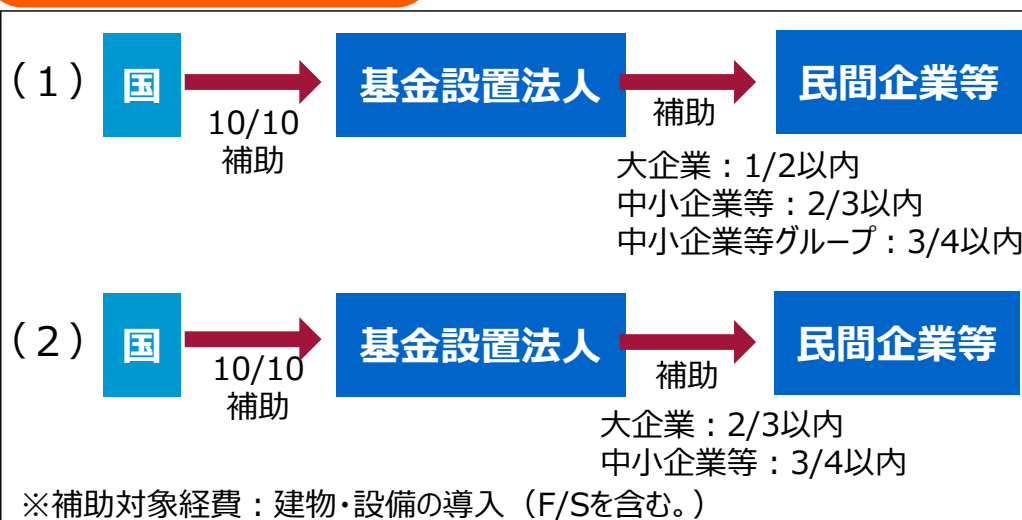 (1) 国 基金設置法人 民間企業等
10/10
補助
補助
大企業：1/2以内
中小企業等：2/3以内
中小企業等グループ：3/4以内
(2) 国 基金設置法人 民間企業等
10/10
補助
補助
大企業：2/3以内
中小企業等：3/4以内
※補助対象経費：建物・設備の導入（F/Sを含む。）